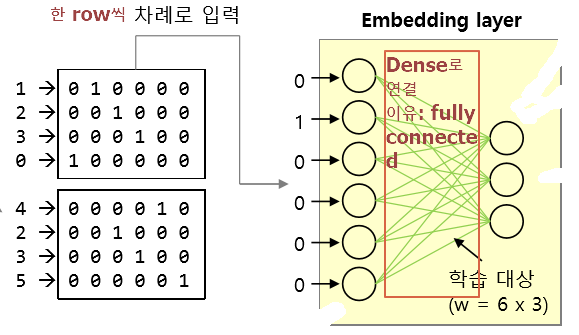 한 row씩 차례로 입력
Embedding layer
1 → 0 1 0 0 0 0
2 → 0 0 1 0 0 0
3 → 0 0 0 1 0 0
0 → 1 0 0 0 0 0
4 → 0 0 0 0 1 0
2 → 0 0 1 0 0 0
3 → 0 0 0 1 0 0
5 → 0 0 0 0 0 1
0
1
0
0
0
0
Dense로
연결
이유: fully
connecte
d
학습 대상
(w = 6 x 3)